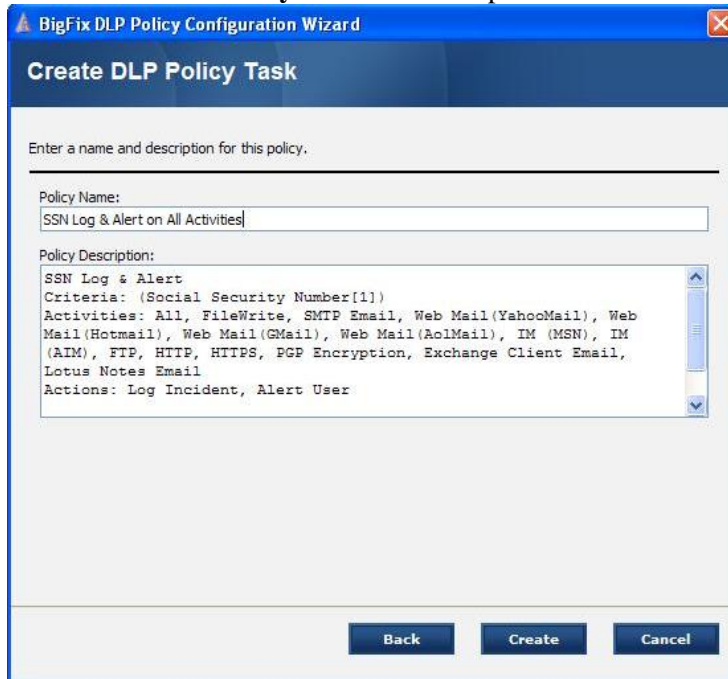 BigFix DLP Policy Configuration Wizard
Create DLP Policy Task
Enter a name and description for this policy.
Policy Name:
SSN Log & Alert on All Activities
Policy Description:
SSN Log & Alert
Criteria: (Social Security Number[1])
Activities: All, FileWrite, SMTP Email, Web Mail(YahooMail), Web
Mail(Hotmail), Web Mail(GMail), Web Mail(AolMail), IM (MSN), IM
(AIM), FTP, HTTP, HTTPS, PGP Encryption, Exchange Client Email,
Lotus Notes Email
Actions: Log Incident, Alert User
Back
Create
Cancel